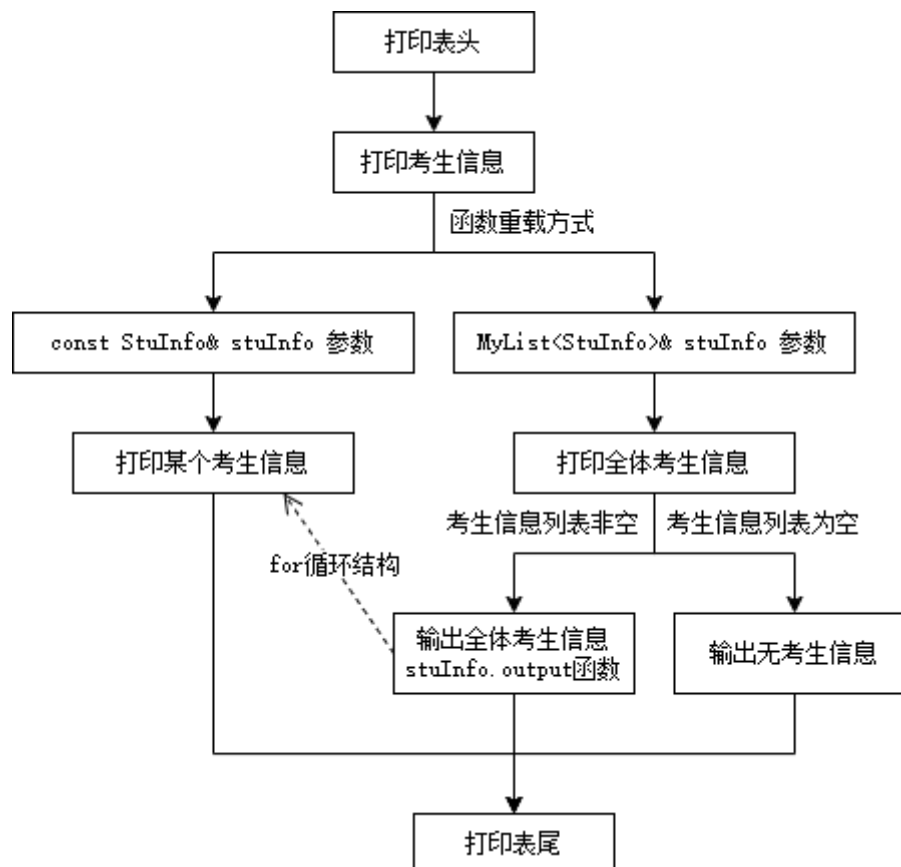 打印表头
打印考生信息
函数重载方式
const StuInfo& stuInfo 参数
MyList<StuInfo>& stuInfo 参数
打印某个考生信息
打印全体考生信息
考生信息列表非空
考生信息列表为空
for循环结构
输出全体考生信息
stuInfo.output函数
输出无考生信息
打印表尾